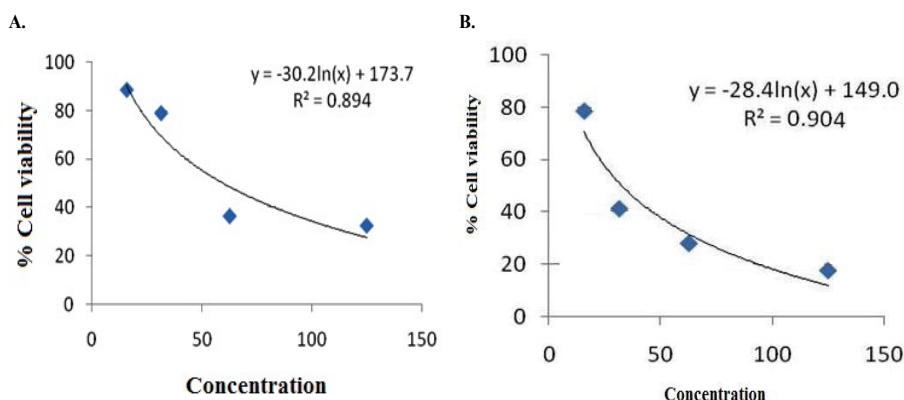 A.
y = -30.2ln(x) + 173.7
R² = 0.894
% Cell viability
100
80
60
40
20
0
0 50 100 150
Concentration
B.
y = -28.4ln(x) + 149.0
R² = 0.904
% Cell viability
100
80
60
40
20
0
0 50 100 150
Concentration